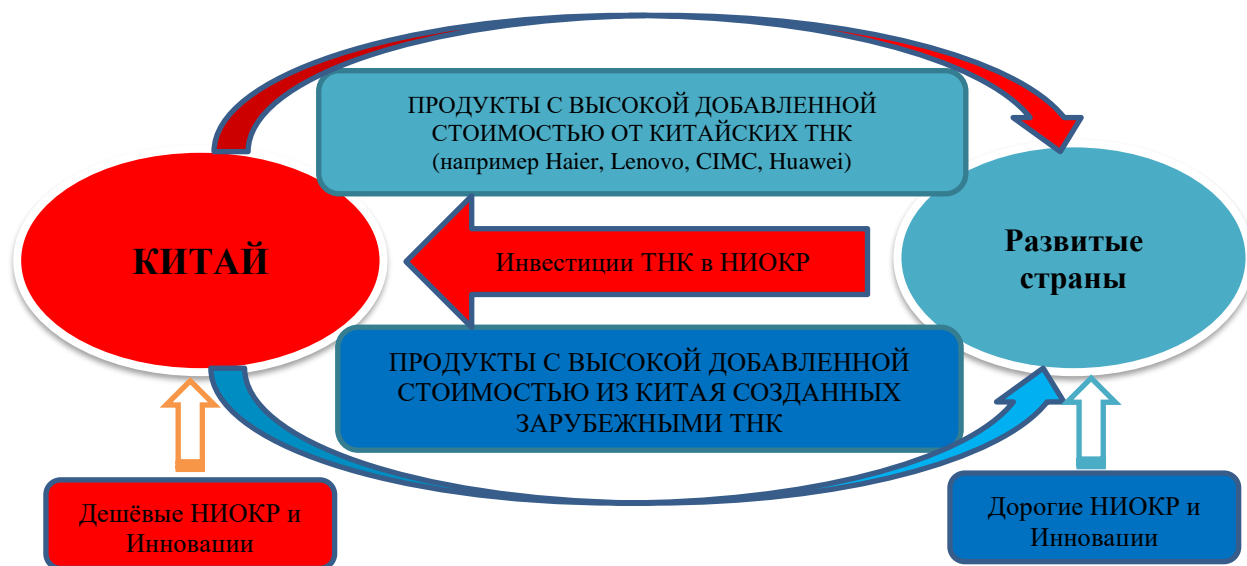 ПРОДУКТЫ С ВЫСОКОЙ ДОБАВЛЕННОЙ
СТОИМОСТЬЮ ОТ КИТАЙСКИХ ТНК
(например Haier, Lenovo, CIMC, Huawei)
КИТАЙ
Инвестиции ТНК в НИОКР
Развитые
страны
ПРОДУКТЫ С ВЫСОКОЙ ДОБАВЛЕННОЙ
СТОИМОСТЬЮ ИЗ КИТАЯ СОЗДАННЫХ
ЗАРУБЕЖНЫМИ ТНК
Дешёвые НИОКР и
Инновации
Дорогие НИОКР и
Инновации